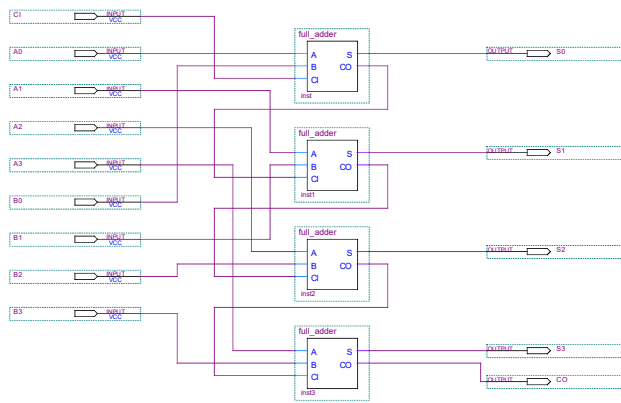 CI INPUT VCC
full_adder
A0 INPUT VCC
A S OUTPUT S0
B CO
CI
inst
A1 INPUT VCC
A2 INPUT VCC
full_adder
A S OUTPUT S1
B CO
CI
inst1
A3 INPUT VCC
B0 INPUT VCC
B1 INPUT VCC
full_adder
A S OUTPUT S2
B CO
CI
inst2
B2 INPUT VCC
B3 INPUT VCC
full_adder
A S OUTPUT S3
B CO
CI OUTPUT CO
inst3